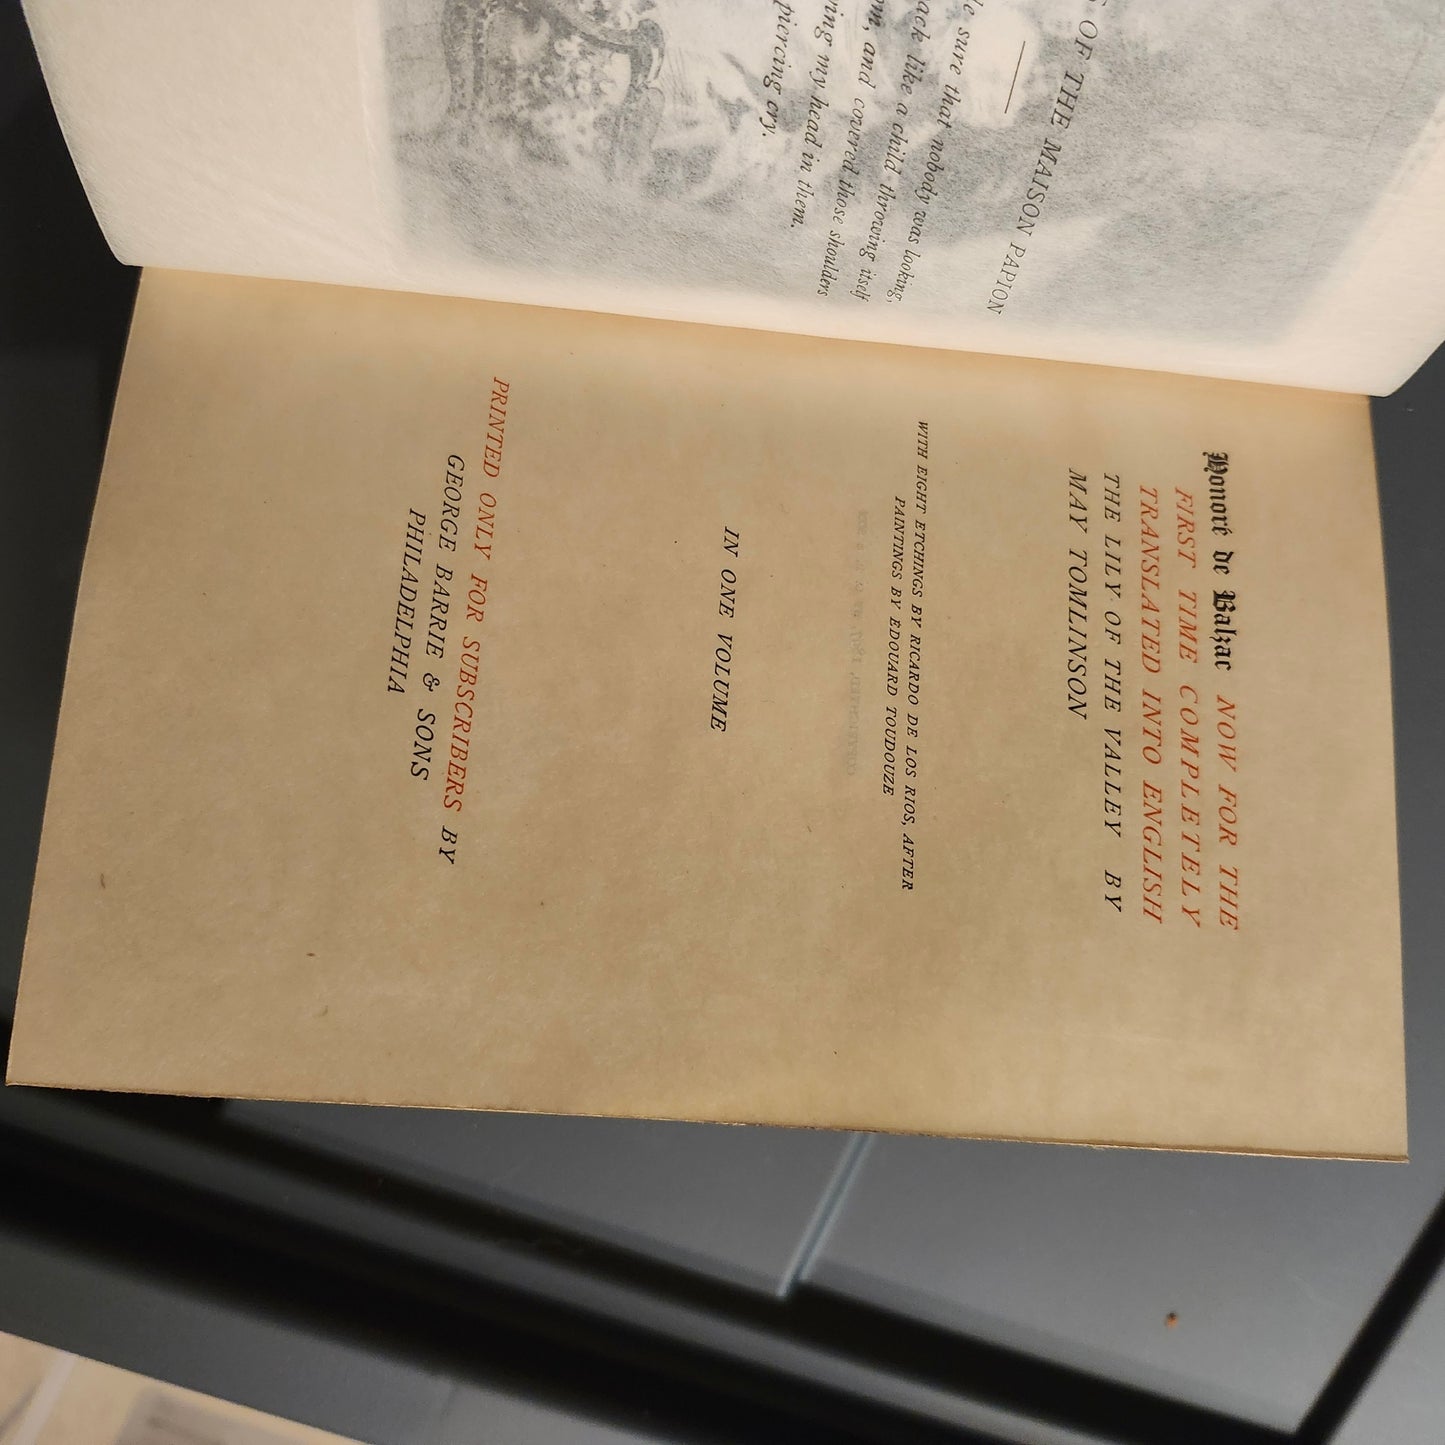 OF THE MAISON PAPION
sure that nobody was looking,
like a child throwing itself
and covered those shoulders
my head in them.
piercing cry.
Honoré de Balzac NOW FOR THE
FIRST TIME COMPLETELY
TRANSLATED INTO ENGLISH
THE LILY OF THE VALLEY BY
MAY TOMLINSON
WITH EIGHT ETCHINGS BY RICARDO DE LOS RIOS, AFTER
PAINTINGS BY ÉDOUARD TOUDOUZE
IN ONE VOLUME
PRINTED ONLY FOR SUBSCRIBERS BY
GEORGE BARRIE & SONS
PHILADELPHIA